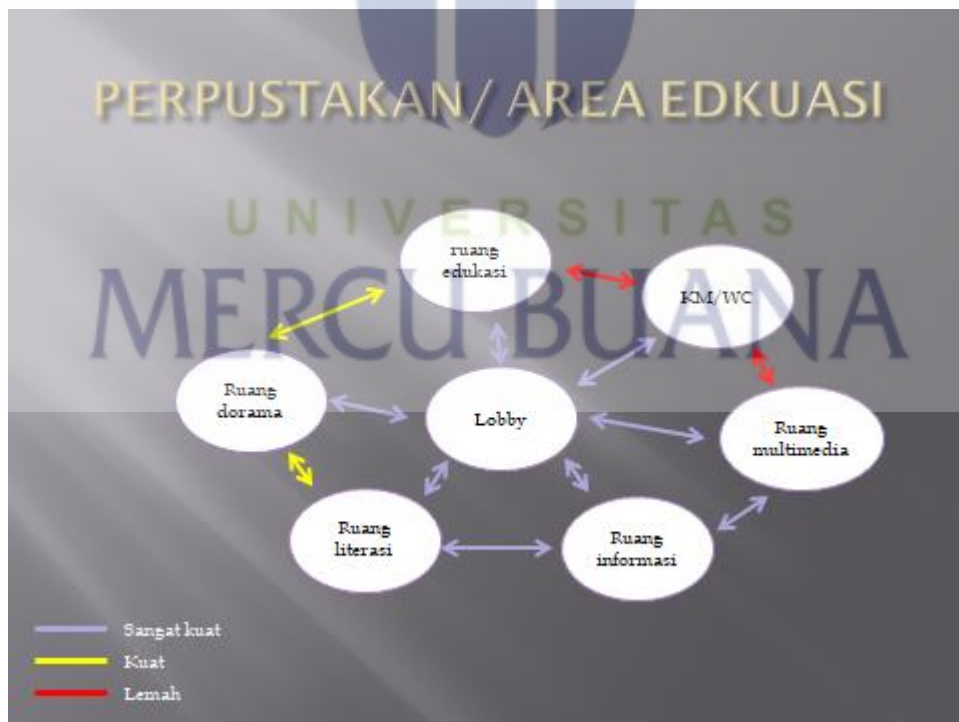 PERPUSTAKAN/ AREA EDKUASI
UNIVERSITAS
MERCU BUANA
ruang
edukasi
KM/WC
Ruang
dorama
Lobby
Ruang
multimedia
Ruang
literasi
Ruang
informasi
Sangat kuat
Kuat
Lemah